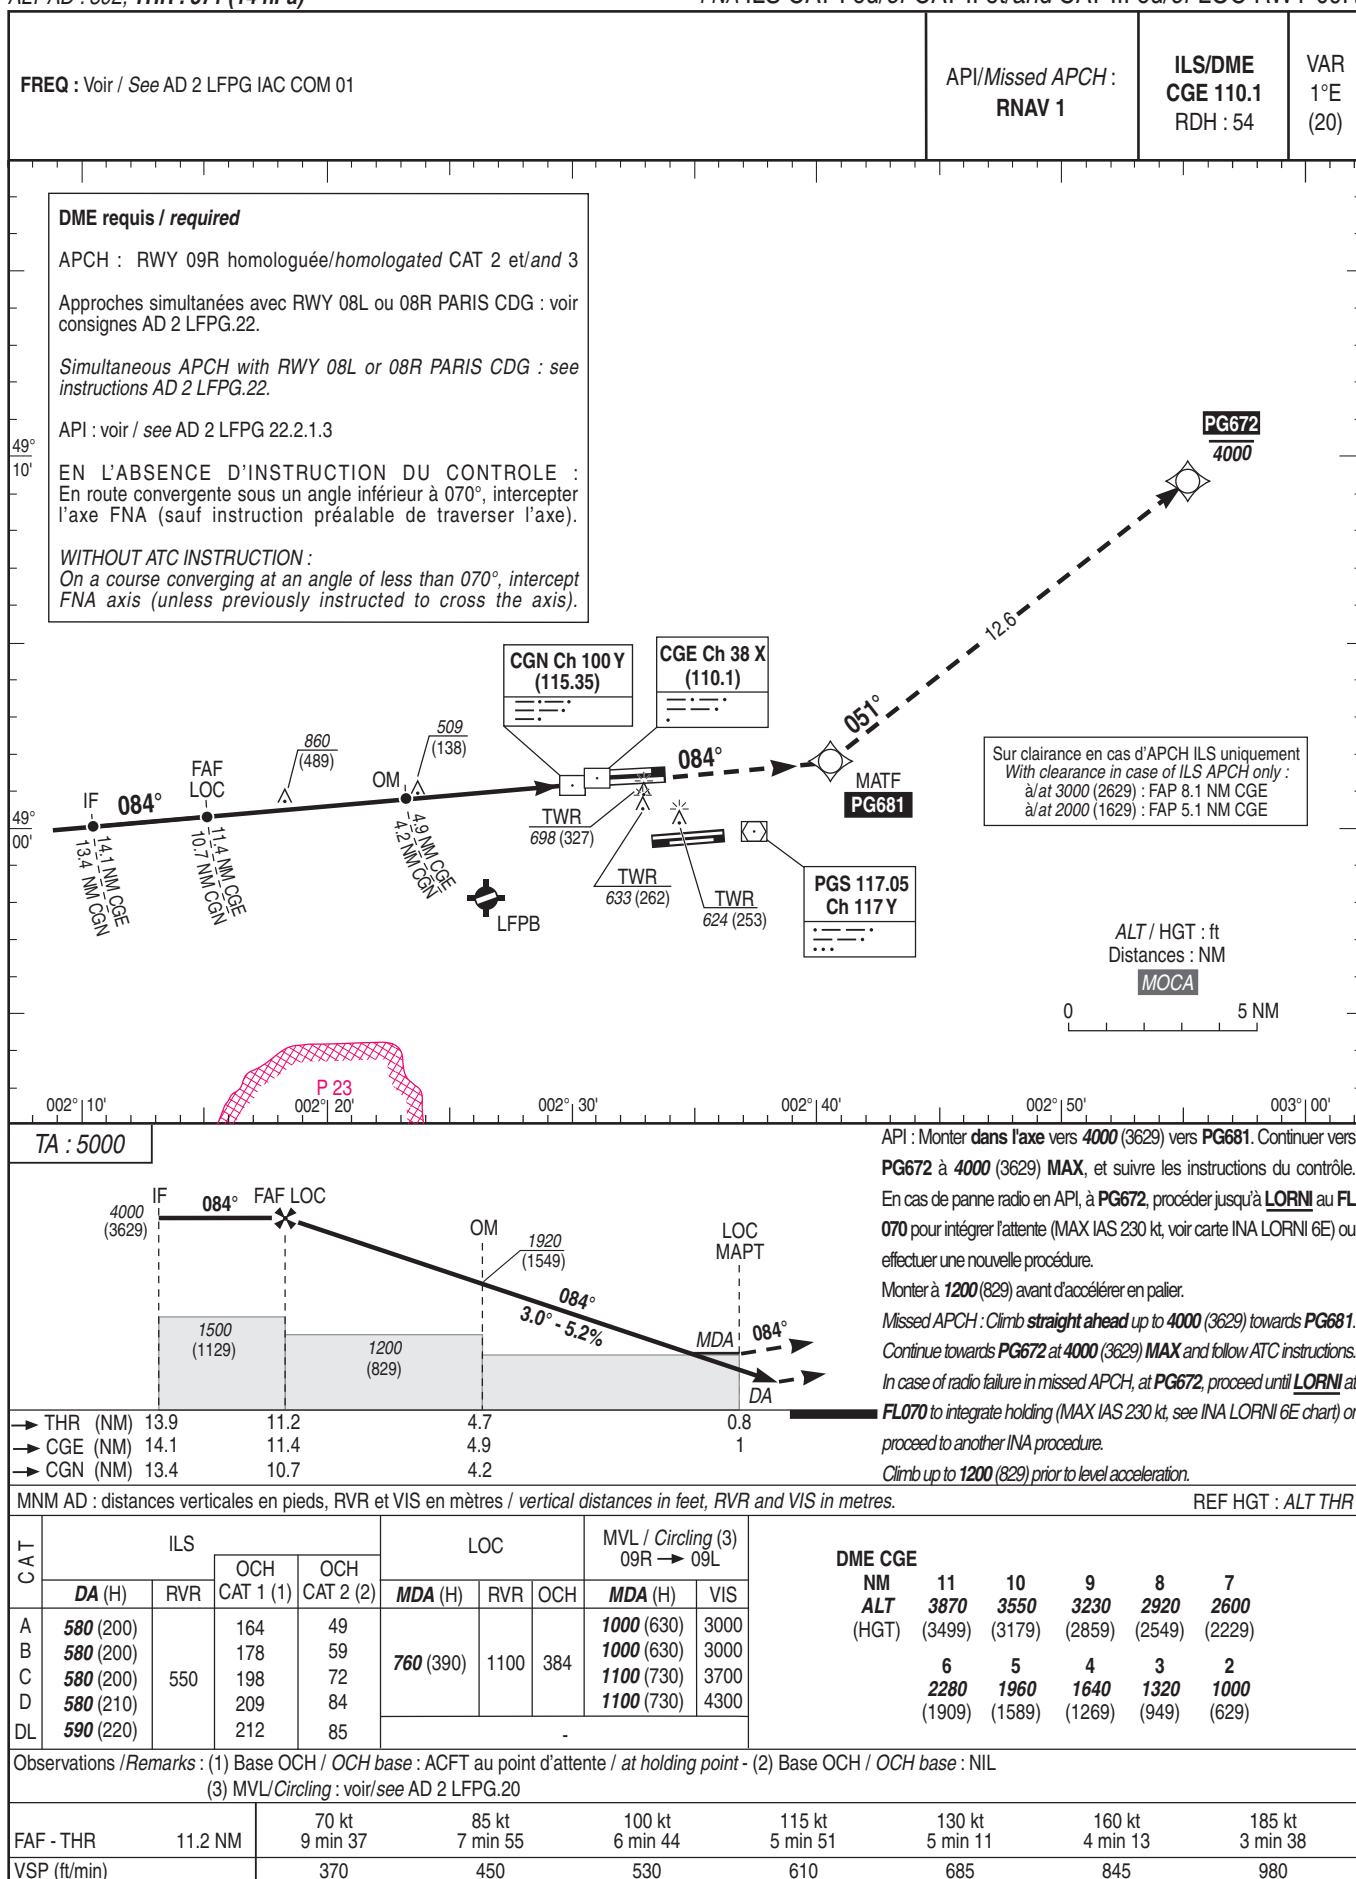 FREQ : Voir / See AD 2 LFPG IAC COM 01
API/Missed APCH :
RNAV 1
ILS/DME
CGE 110.1
RDH : 54
VAR
1°E
(20)
DME requis / required
APCH : RWY 09R homologuée/homologated CAT 2 et/and 3
Approches simultanées avec RWY 08L ou 08R PARIS CDG : voir
consignes AD 2 LFPG.22.
Simultaneous APCH with RWY 08L or 08R PARIS CDG : see
instructions AD 2 LFPG.22.
API : voir / see AD 2 LFPG 22.2.1.3
EN L'ABSENCE D'INSTRUCTION DU CONTROLE :
En route convergente sous un angle inférieur à 070°, intercepter
l'axe FNA (sauf instruction préalable de traverser l'axe).
WITHOUT ATC INSTRUCTION :
On a course converging at an angle of less than 070°, intercept
FNA axis (unless previously instructed to cross the axis).
49°
10'
PG672
4000
12.6
051°
CGN Ch 100 Y
(115.35)
CGE Ch 38 X
(110.1)
860
(489)
509
(138)
084°
FAF
LOC
OM
IF
084°
MATF
PG681
Sur clairance en cas d'APCH ILS uniquement
With clearance in case of ILS APCH only :
à/at 3000 (2629) : FAP 8.1 NM CGE
à/at 2000 (1629) : FAP 5.1 NM CGE
49°
00'
14.1 NM CGE
13.4 NM CGN
11.4 NM CGE
10.7 NM CGN
4.9 NM CGE
4.2 NM CGN
TWR
698 (327)
TWR
633 (262)
TWR
624 (253)
LFPB
PGS 117.05
Ch 117 Y
ALT / HGT : ft
Distances : NM
MOCA
0 5 NM
P 23
002° 10' 002° 20' 002° 30' 002° 40' 002° 50' 003° 00'
TA : 5000
IF 084° FAF LOC
4000
(3629)
OM
1920
(1549)
LOC
MAPT
084°
3.0° - 5.2%
MDA 084°
DA
1500
(1129)
1200
(829)
THR (NM) 13.9 11.2 4.7 0.8
CGE (NM) 14.1 11.4 4.9 1
CGN (NM) 13.4 10.7 4.2
API : Monter dans l'axe vers 4000 (3629) vers PG681. Continuer vers
PG672 à 4000 (3629) MAX, et suivre les instructions du contrôle.
En cas de panne radio en API, à PG672, procéder jusqu'à LORNI au FL
070 pour intégrer l'attente (MAX IAS 230 kt, voir carte INA LORNI 6E) ou
effectuer une nouvelle procédure.
Monter à 1200 (829) avant d'accélérer en palier.
Missed APCH : Climb straight ahead up to 4000 (3629) towards PG681.
Continue towards PG672 at 4000 (3629) MAX and follow ATC instructions.
In case of radio failure in missed APCH, at PG672, proceed until LORNI at
FL070 to integrate holding (MAX IAS 230 kt, see INA LORNI 6E chart) or
proceed to another INA procedure.
Climb up to 1200 (829) prior to level acceleration.
MNM AD : distances verticales en pieds, RVR et VIS en mètres / vertical distances in feet, RVR and VIS in metres. REF HGT : ALT THR
CAT
ILS
LOC
MVL / Circling (3)
09R → 09L
DA (H) RVR OCH CAT 1 (1) OCH CAT 2 (2) MDA (H) RVR OCH MDA (H) VIS
A 580 (200) 164 49 1000 (630) 3000
B 580 (200) 178 59 1000 (630) 3000
C 580 (200) 550 198 72 760 (390) 1100 384 1100 (730) 3700
D 580 (210) 209 84 1100 (730) 4300
DL 590 (220) 212 85 -
DME CGE
NM 11 10 9 8 7
ALT 3870 3550 3230 2920 2600
(HGT) (3499) (3179) (2859) (2549) (2229)
6 5 4 3 2
2280 1960 1640 1320 1000
(1909) (1589) (1269) (949) (629)
Observations /Remarks : (1) Base OCH / OCH base : ACFT au point d'attente / at holding point - (2) Base OCH / OCH base : NIL
(3) MVL/Circling : voir/see AD 2 LFPG.20
70 kt 85 kt 100 kt 115 kt 130 kt 160 kt 185 kt
FAF - THR 11.2 NM 9 min 37 7 min 55 6 min 44 5 min 51 5 min 11 4 min 13 3 min 38
VSP (ft/min) 370 450 530 610 685 845 980